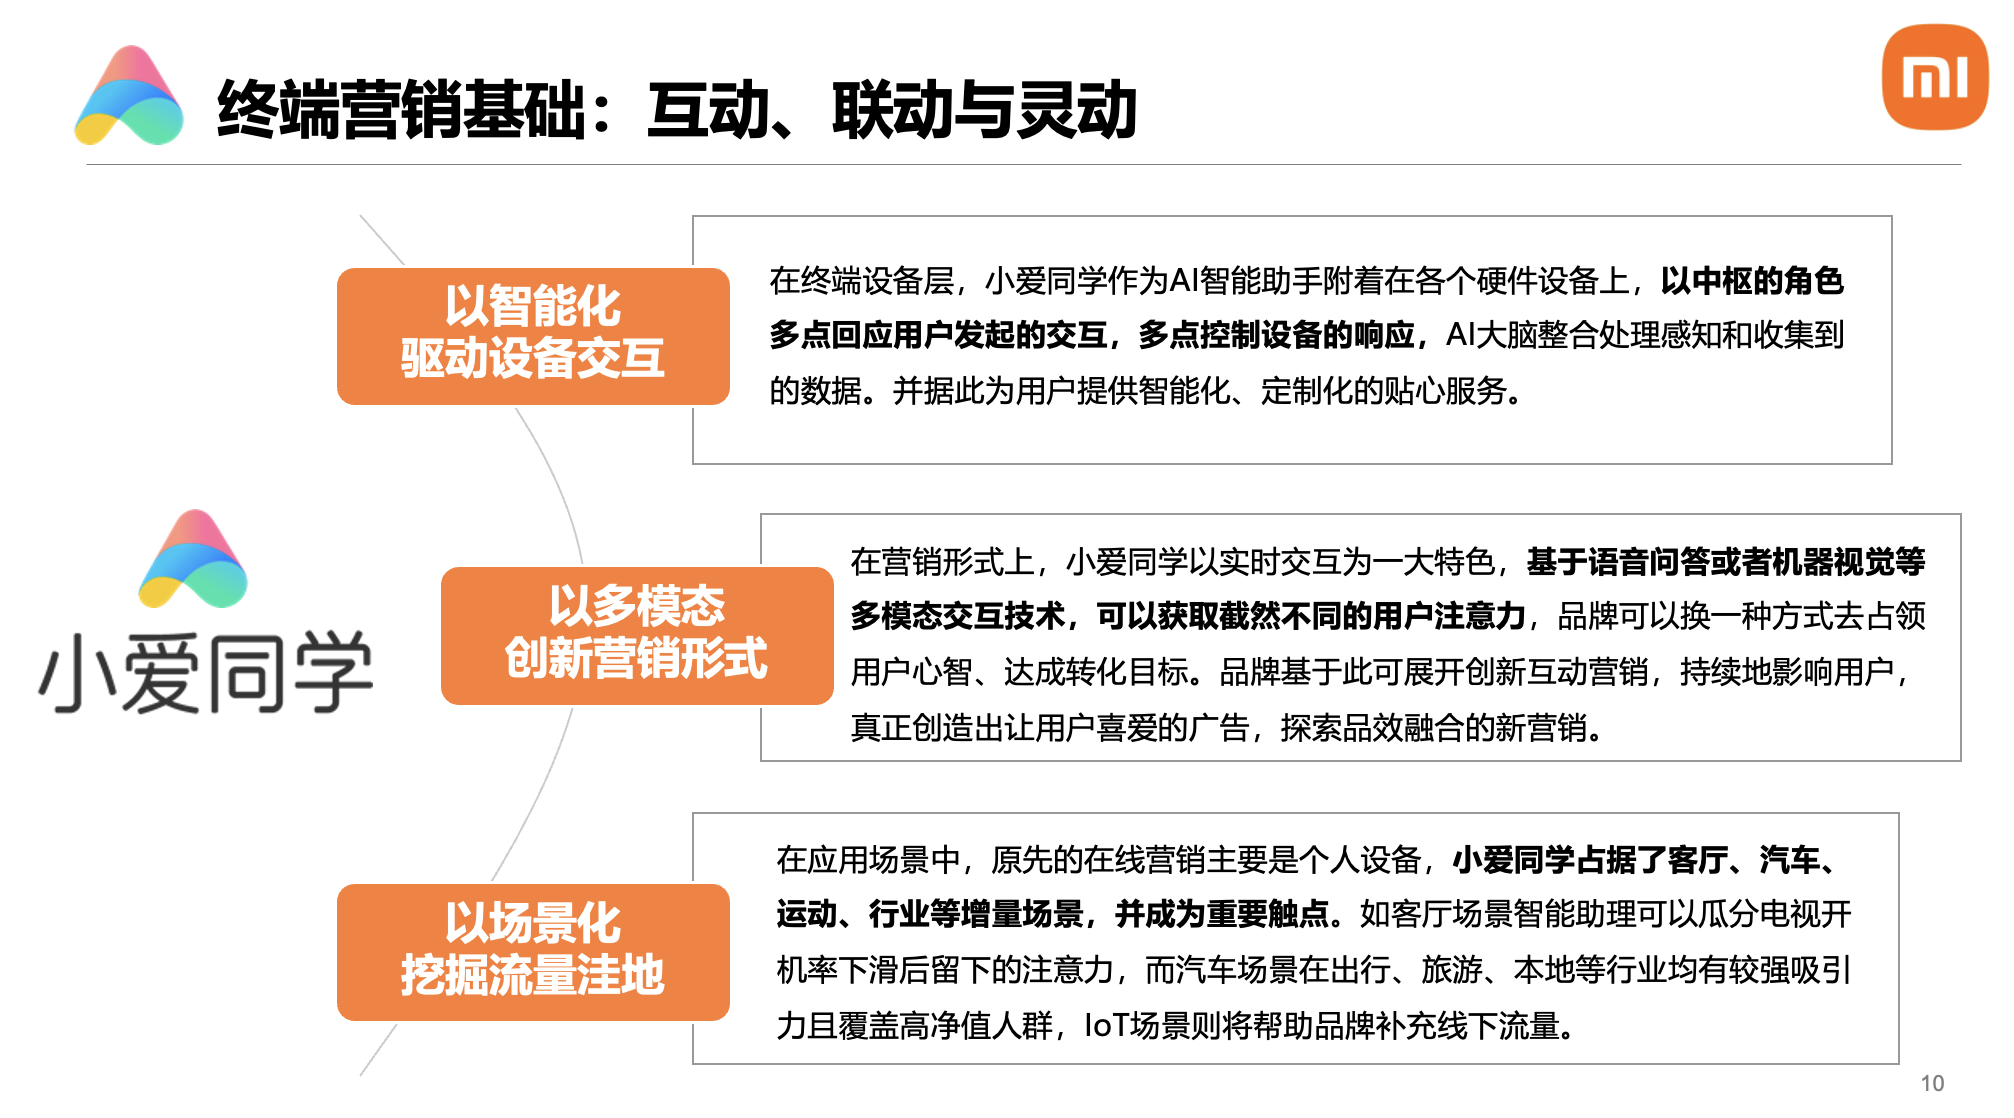 终端营销基础：互动、联动与灵动
mi
以智能化
驱动设备交互
在终端设备层，小爱同学作为AI智能助手附着在各个硬件设备上，以中枢的角色
多点回应用户发起的交互，多点控制设备的响应，AI大脑整合处理感知和收集到
的数据。并据此为用户提供智能化、定制化的贴心服务。
小爱同学
以多模态
创新营销形式
在营销形式上，小爱同学以实时交互为一大特色，基于语音问答或者机器视觉等
多模态交互技术，可以获取截然不同的用户注意力，品牌可以换一种方式去占领
用户心智、达成转化目标。品牌基于此可展开创新互动营销，持续地影响用户，
真正创造出让用户喜爱的广告，探索品效融合的新营销。
以场景化
挖掘流量洼地
在应用场景中，原先的在线营销主要是个人设备，小爱同学占据了客厅、汽车、
运动、行业等增量场景，并成为重要触点。如客厅场景智能助理可以瓜分电视开
机率下滑后留下的注意力，而汽车场景在出行、旅游、本地等行业均有较强吸引
力且覆盖高净值人群，IoT场景则将帮助品牌补充线下流量。
10